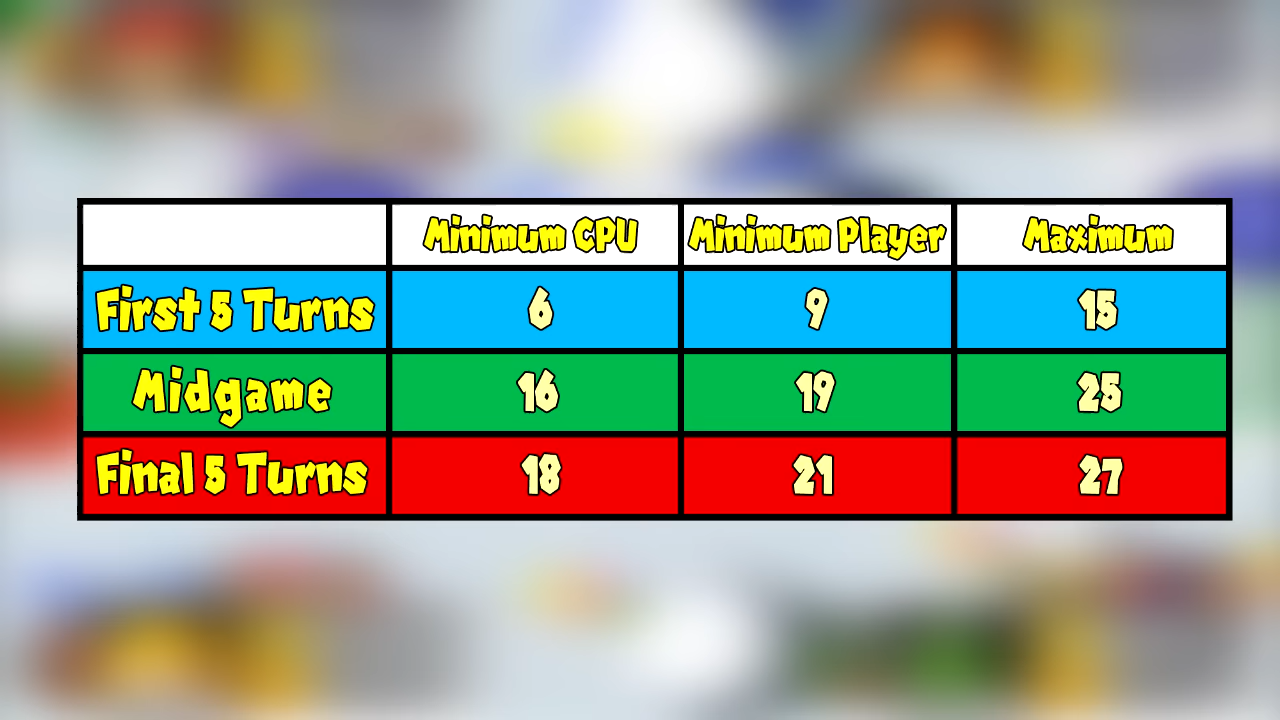 Minimum CPU Minimum Player Maximum
First 5 Turns 6 9 15
Midgame 16 19 25
Final 5 Turns 18 21 27